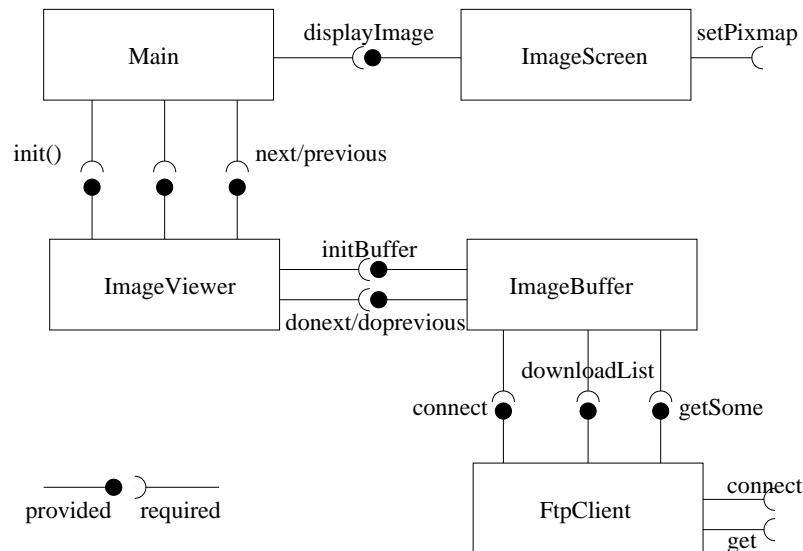 displayImage
setPixmap
Main
ImageScreen
init()
next/previous
initBuffer
ImageViewer
ImageBuffer
donext/doprevious
downloadList
connect
getSome
connect
FtpClient
provided
required
get